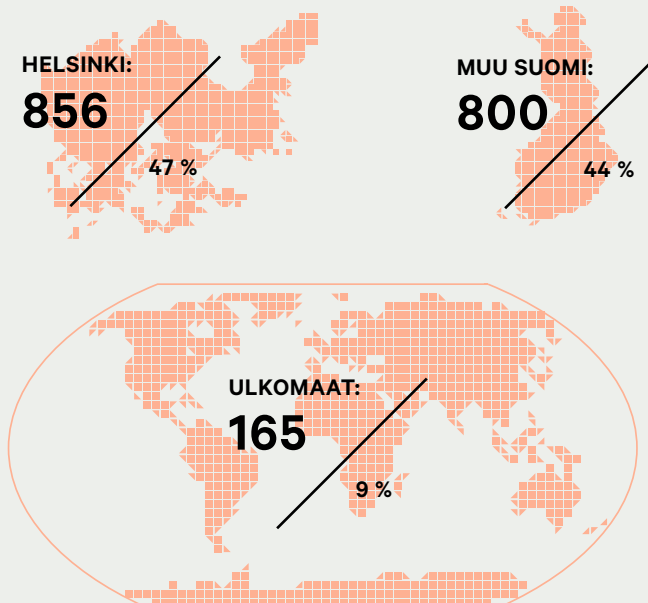 HELSINKI:
856
47 %
MUU SUOMI:
800
44 %
ULKOMAAT:
165
9 %